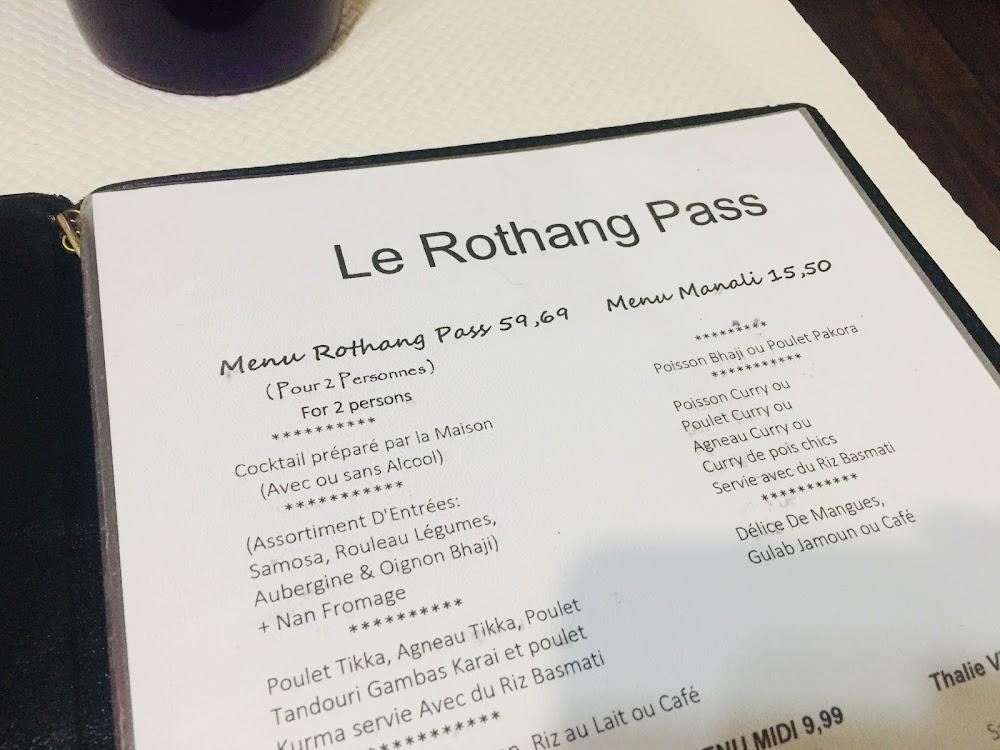 Le Rothang Pass
Menu Rothang Pass 59,69
(Pour 2 Personnes)
For 2 persons
**********
Cocktail préparé par la Maison
(Avec ou sans Alcool)
***********
(Assortiment D'Entrées:
Samosa, Rouleau Légumes,
Aubergine & Oignon Bhaji)
+ Nan Fromage
**********
Poulet Tikka, Agneau Tikka, Poulet
Tandouri Gambas Karai et poulet
Kurma servie Avec du Riz Basmati
***********
Riz au Lait ou Café
Menu Manali 15,50
*********
Poisson Bhaji ou Poulet Pakora
***********
Poisson Curry ou
Poulet Curry ou
Agneau Curry ou
Curry de pois chics
Servie avec du Riz Basmati
***********
Délice De Mangues,
Gulab Jamoun ou Café
MIDI 9,99
Thalie